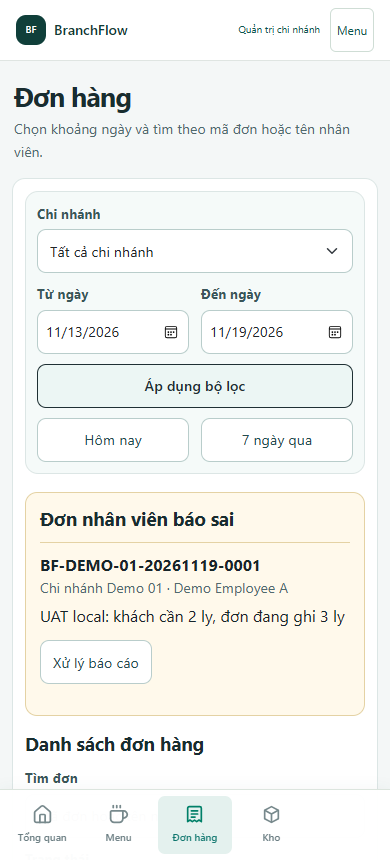 BF
BranchFlow
Quản trị chi nhánh
Menu
Đơn hàng
Chọn khoảng ngày và tìm theo mã đơn hoặc tên nhân
viên.
Chi nhánh
Tất cả chi nhánh
Từ ngày
Đến ngày
11/13/2026
11/19/2026
Áp dụng bộ lọc
Hôm nay
7 ngày qua
Đơn nhân viên báo sai
BF-DEMO-01-20261119-0001
Chi nhánh Demo 01 · Demo Employee A
UAT local: khách cần 2 ly, đơn đang ghi 3 ly
Xử lý báo cáo
Danh sách đơn hàng
Tìm đơn
Tổng quan
Menu
Đơn hàng
Kho